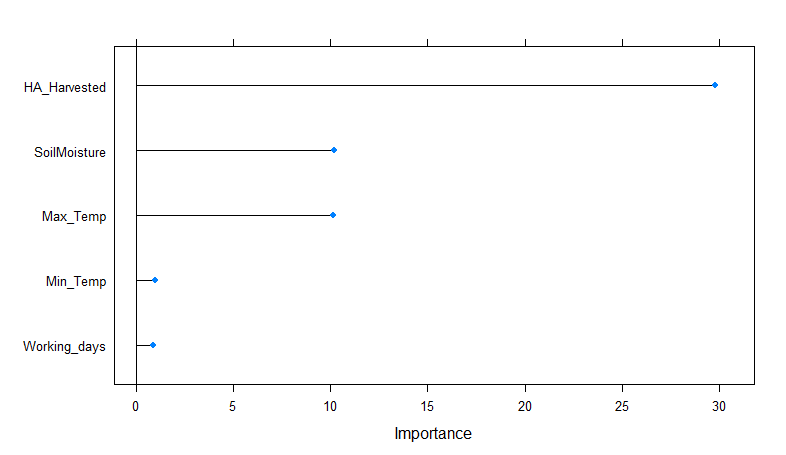 HA_Harvested
SoilMoisture
Max_Temp
Min_Temp
Working_days
0 5 10 15 20 25 30
Importance